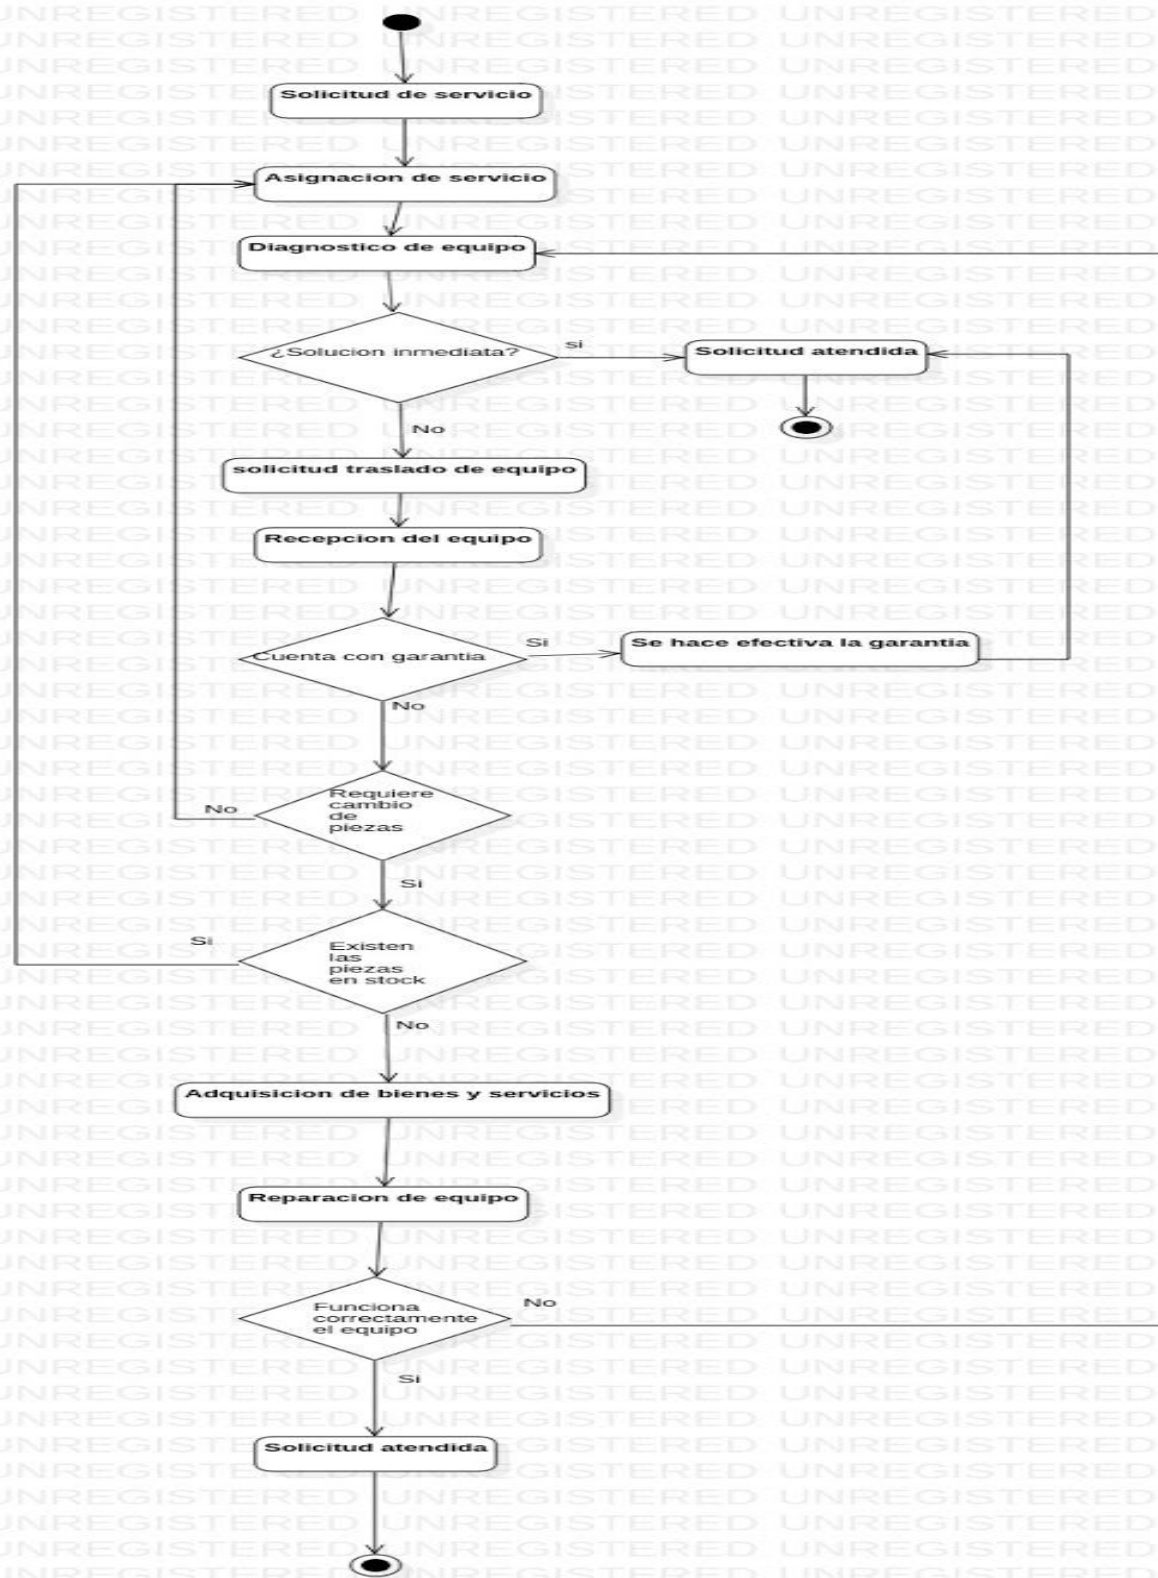 Solicitud de servicio
Asignacion de servicio
Diagnostico de equipo
¿Solucion inmediata?
si
Solicitud atendida
No
solicitud traslado de equipo
Recepcion del equipo
Cuenta con garantia
Si
Se hace efectiva la garantia
No
Requiere
cambio
de
piezas
No
Si
Existen
las
piezas
en stock
Si
No
Adquisicion de bienes y servicios
Reparacion de equipo
Funciona
correctamente
el equipo
No
Si
Solicitud atendida
UNREGISTERED